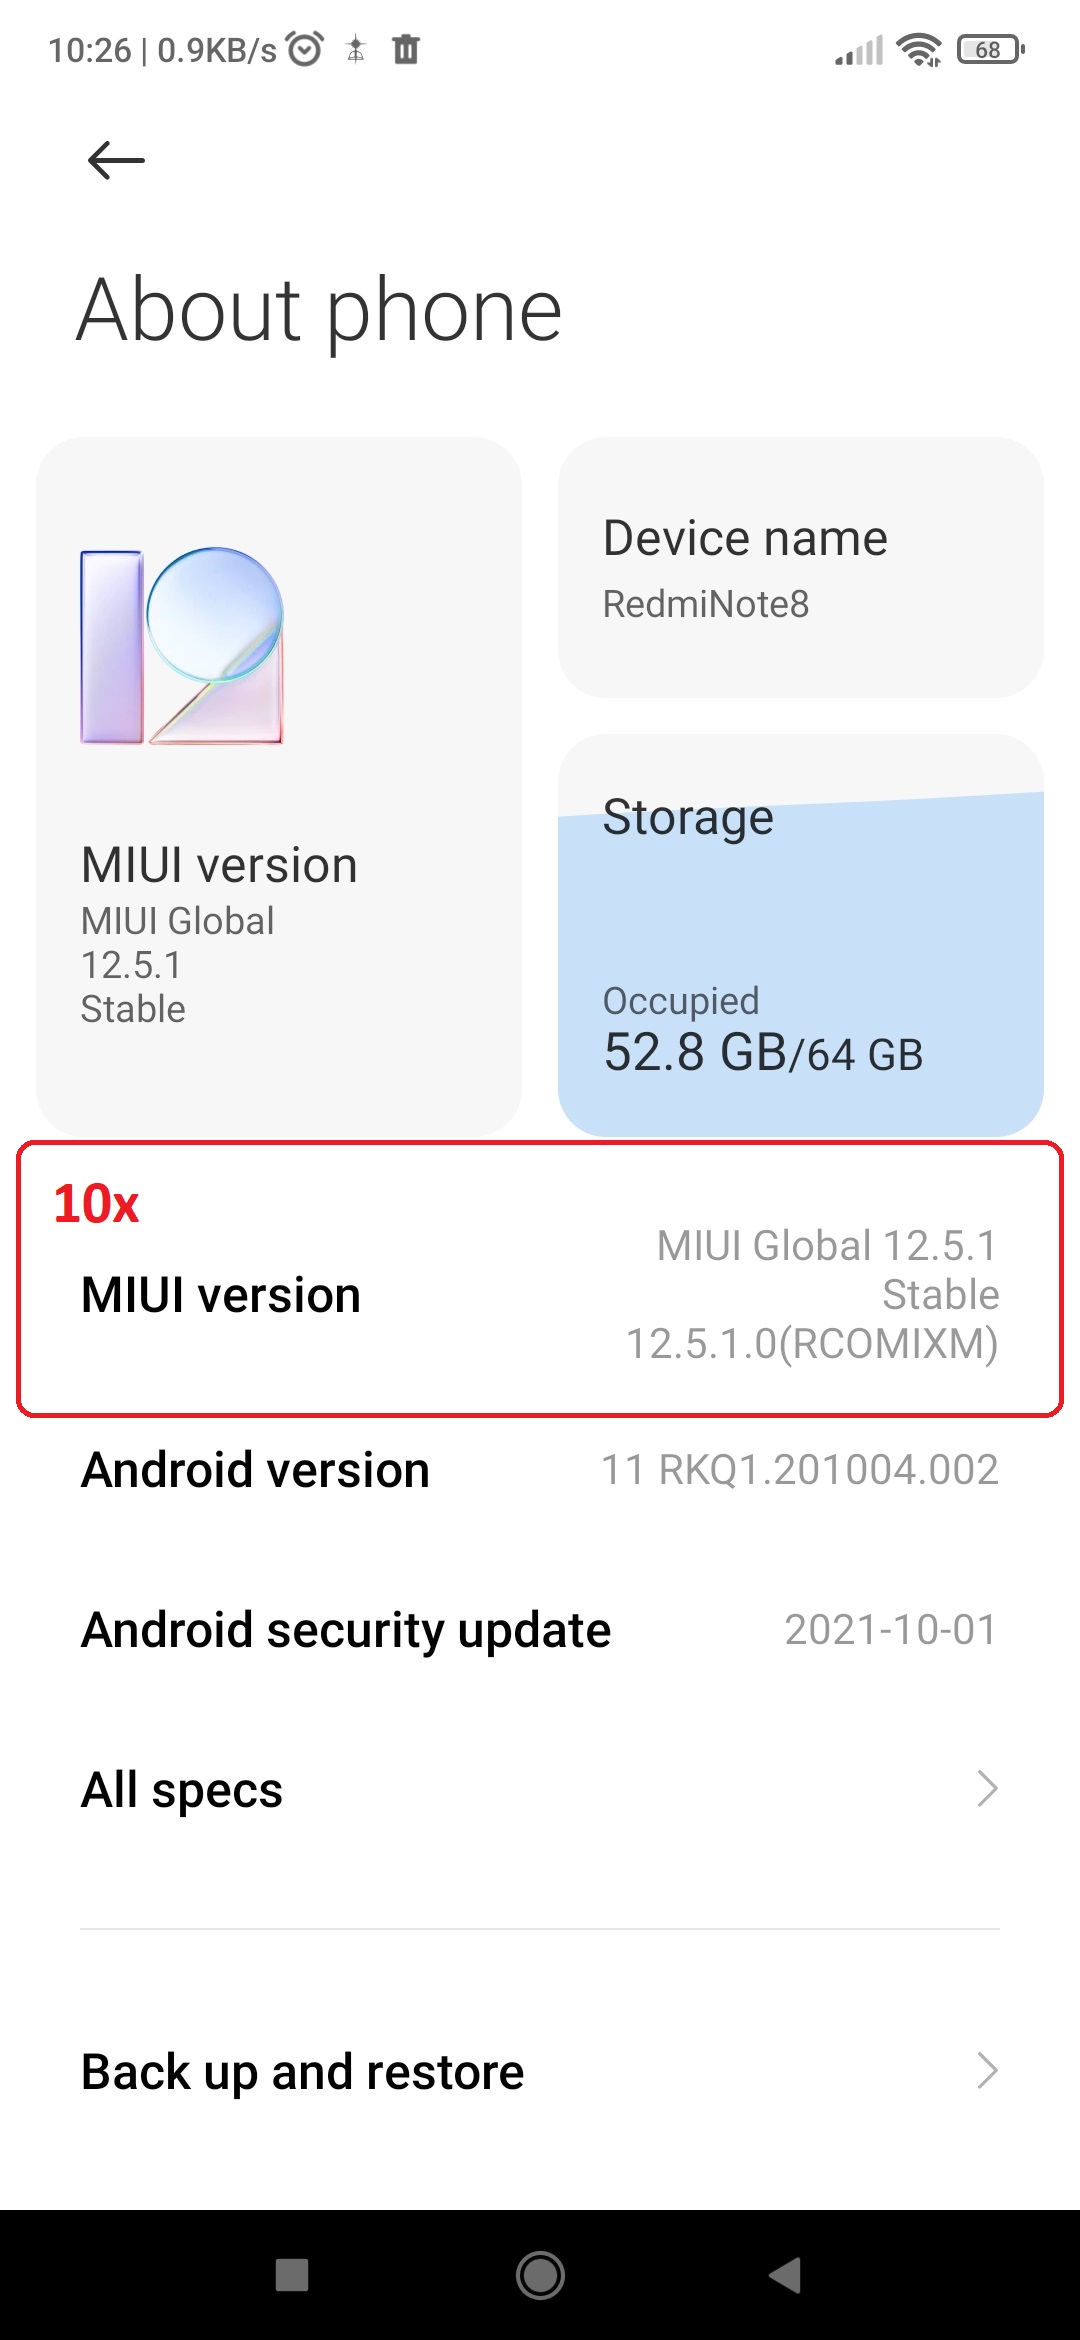 10:26 | 0.9KB/s
68
About phone
12
MIUI version
MIUI Global
12.5.1
Stable
Device name
RedmiNote8
Storage
Occupied
52.8 GB/64 GB
10x
MIUI version
MIUI Global 12.5.1
Stable
12.5.1.0(RCOMIXM)
Android version 11 RKQ1.201004.002
Android security update 2021-10-01
All specs
Back up and restore